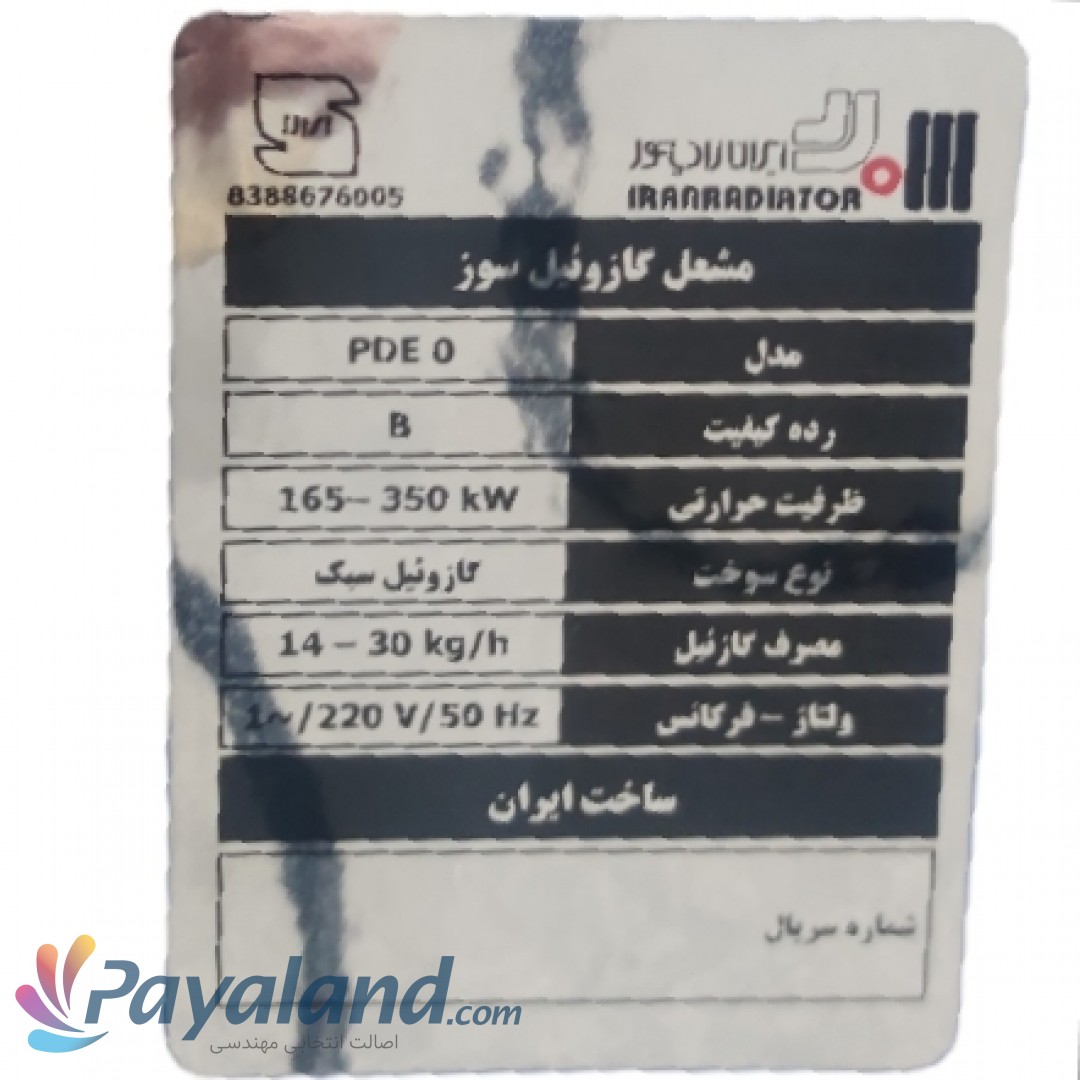 ایران رادیاتور
IRANRADIATOR
8388676005
مشعل گازوئیل سوز
مدل PDE 0
رده کیفیت B
ظرفیت حرارتی 165– 350 kW
نوع سوخت گازوئیل سبک
مصرف گازئیل 14 – 30 kg/h
ولتاژ – فرکانس 1~/220 V/50 Hz
ساخت ایران
شماره سریال
Payaland.com
اصالت انتخابی مهندسی